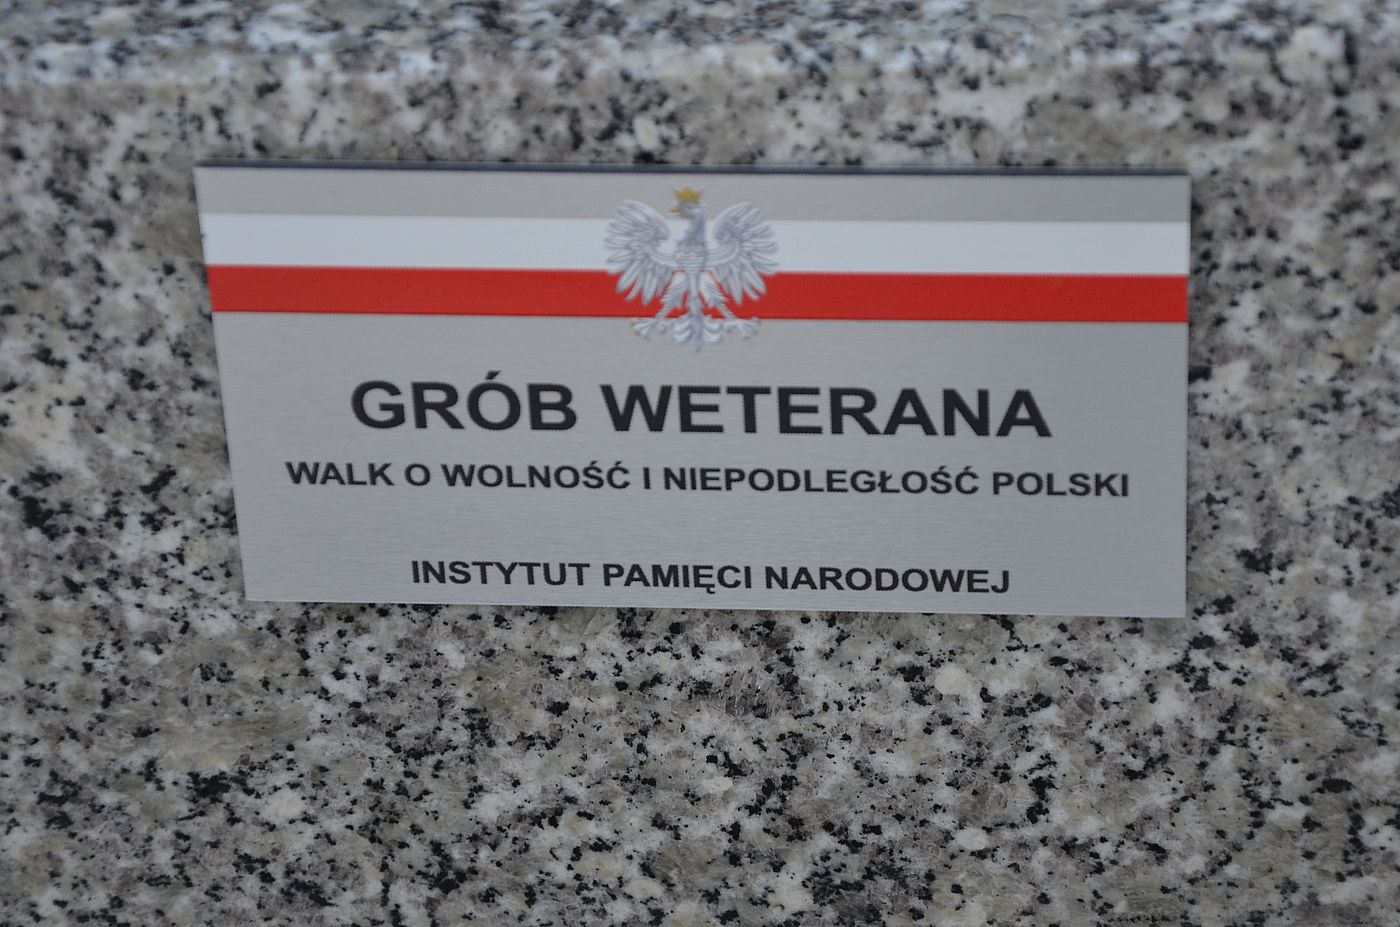 GRÓB WETERANA
WALK O WOLNOŚĆ I NIEPODLEGŁOŚĆ POLSKI
INSTYTUT PAMIĘCI NARODOWEJ